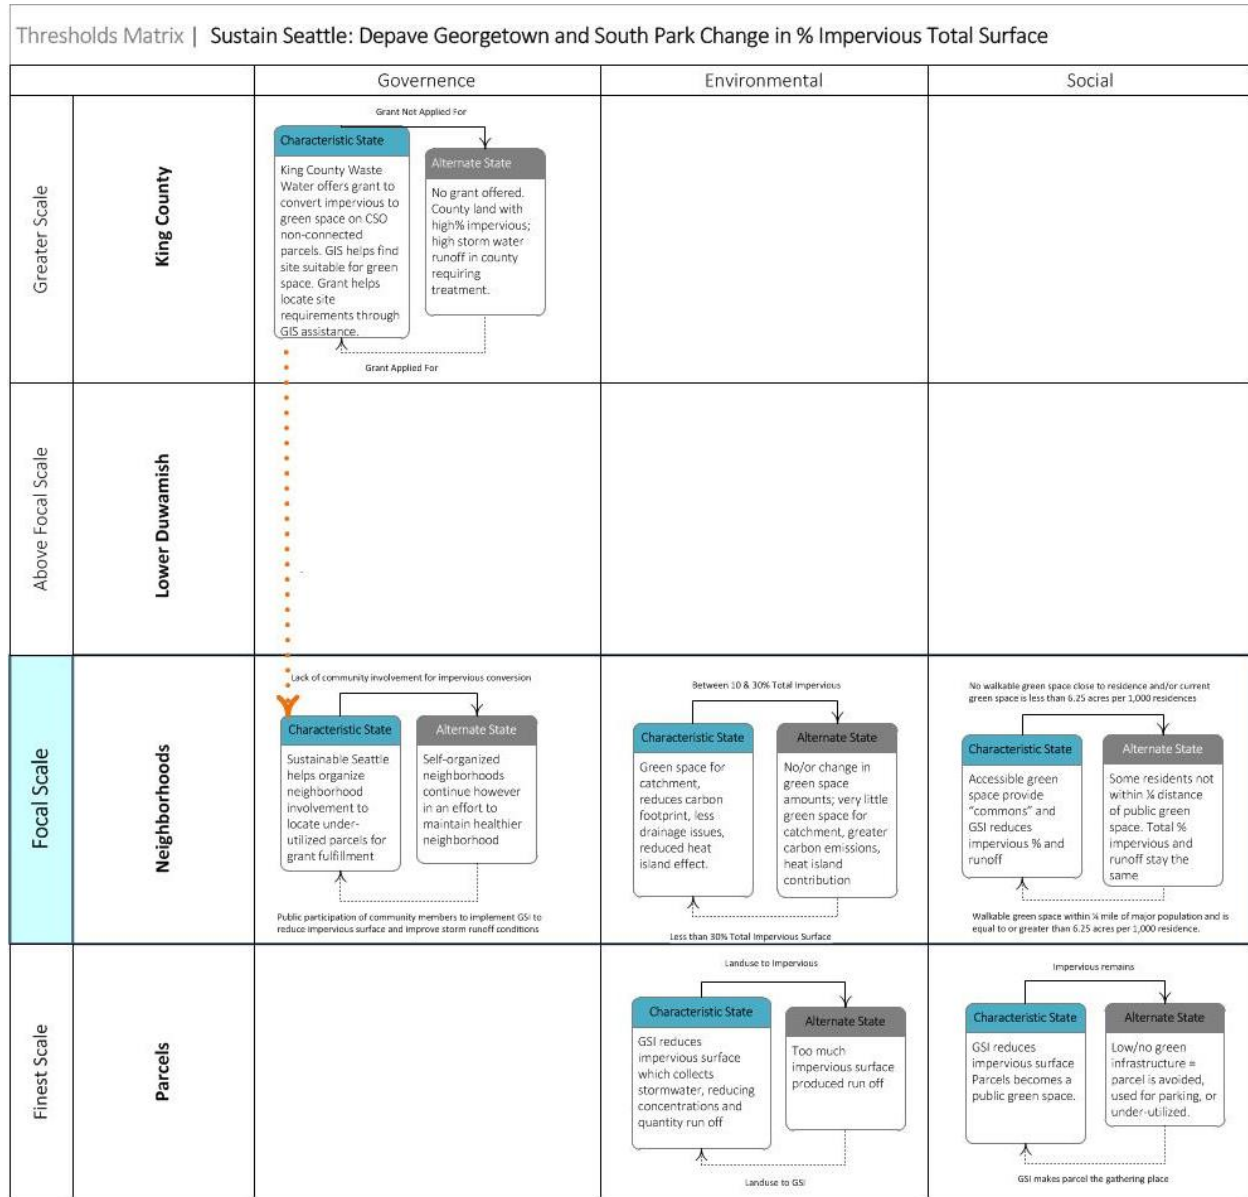 Thresholds Matrix | Sustain Seattle: Depave Georgetown and South Park Change in % Impervious Total Surface
Governence
Environmental
Social
Greater Scale
King County
Grant Not Applied For
Characteristic State
King County Waste
Water offers grant to
convert impervious to
green space on CSO
non-connected
parcels. GIS helps find
site suitable for green
space. Grant helps
locate site
requirements through
GIS assistance.
Alternate State
No grant offered.
County land with
high% impervious;
high storm water
runoff in county
requiring
treatment.
Grant Applied For
Above Focal Scale
Lower Duwamish
Focal Scale
Neighborhoods
Lack of community involvement for impervious conversion
Characteristic State
Sustainable Seattle
helps organize
neighborhood
involvement to
locate under-
utilized parcels for
grant fulfillment
Alternate State
Self-organized
neighborhoods
continue however
in an effort to
maintain healthier
neighborhood
Public participation of community members to implement GSI to
reduce impervious surface and improve storm runoff conditions
Between 10 & 30% Total Impervious
Characteristic State
Green space for
catchment,
reduces carbon
footprint, less
drainage issues,
reduced heat
island effect.
Alternate State
No/or change in
green space
amounts; very little
green space for
catchment, greater
carbon emissions,
heat island
contribution
Less than 30% Total Impervious Surface
No walkable green space close to residence and/or current
green space is less than 6.25 acres per 1,000 residences
Characteristic State
Accessible green
space provide
"commons" and
GSI reduces
impervious % and
runoff
Alternate State
Some residents not
within ¼ distance
of public green
space. Total %
impervious and
runoff stay the
same
Walkable green space within ¼ mile of major population and is
equal to or greater than 6.25 acres per 1,000 residence.
Finest Scale
Parcels
Landuse to Impervious
Characteristic State
GSI reduces
impervious surface
which collects
stormwater, reducing
concentrations and
quantity run off
Alternate State
Too much
impervious surface
produced run off
Landuse to GSI
Impervious remains
Characteristic State
GSI reduces
impervious surface
Parcels becomes a
public green space.
Alternate State
Low/no green
infrastructure =
parcel is avoided,
used for parking, or
under-utilized.
GSI makes parcel the gathering place